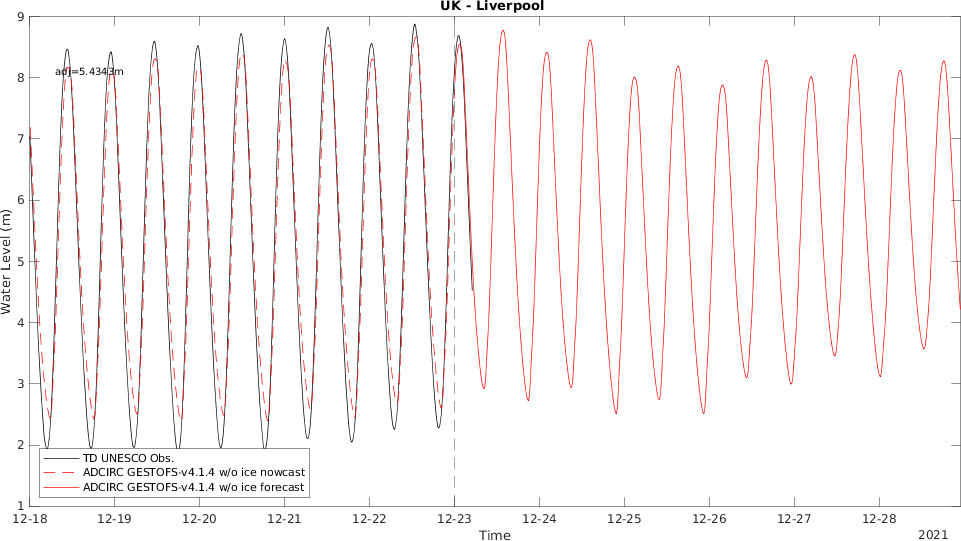 UK - Liverpool
adj=5.4343m
Water Level (m)
9
8
7
6
5
4
3
2
1
TD UNESCO Obs.
ADCIRC GESTOFS-v4.1.4 w/o ice nowcast
ADCIRC GESTOFS-v4.1.4 w/o ice forecast
12-18 12-19 12-20 12-21 12-22 12-23 12-24 12-25 12-26 12-27 12-28
Time
2021